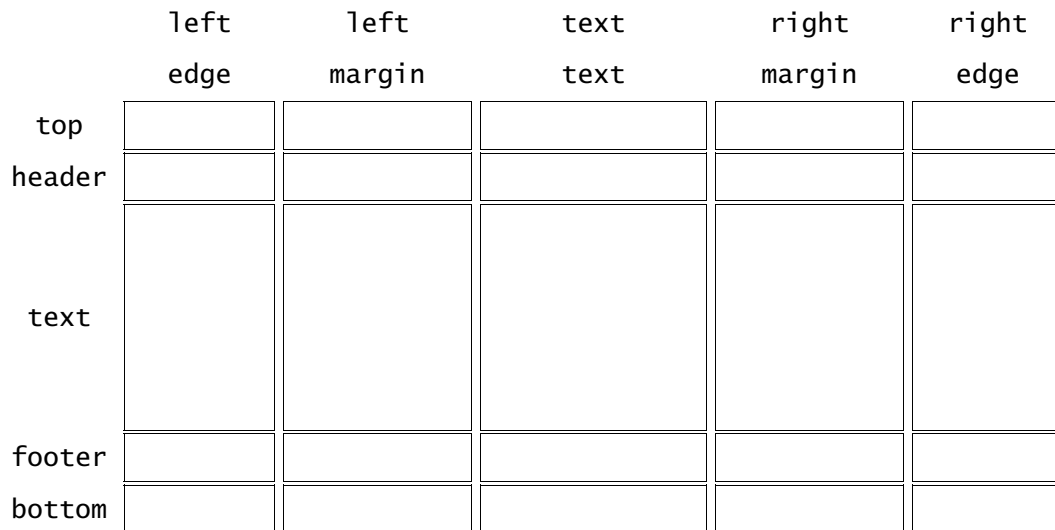 left left text right right
edge margin text margin edge
top
header
text
footer
bottom